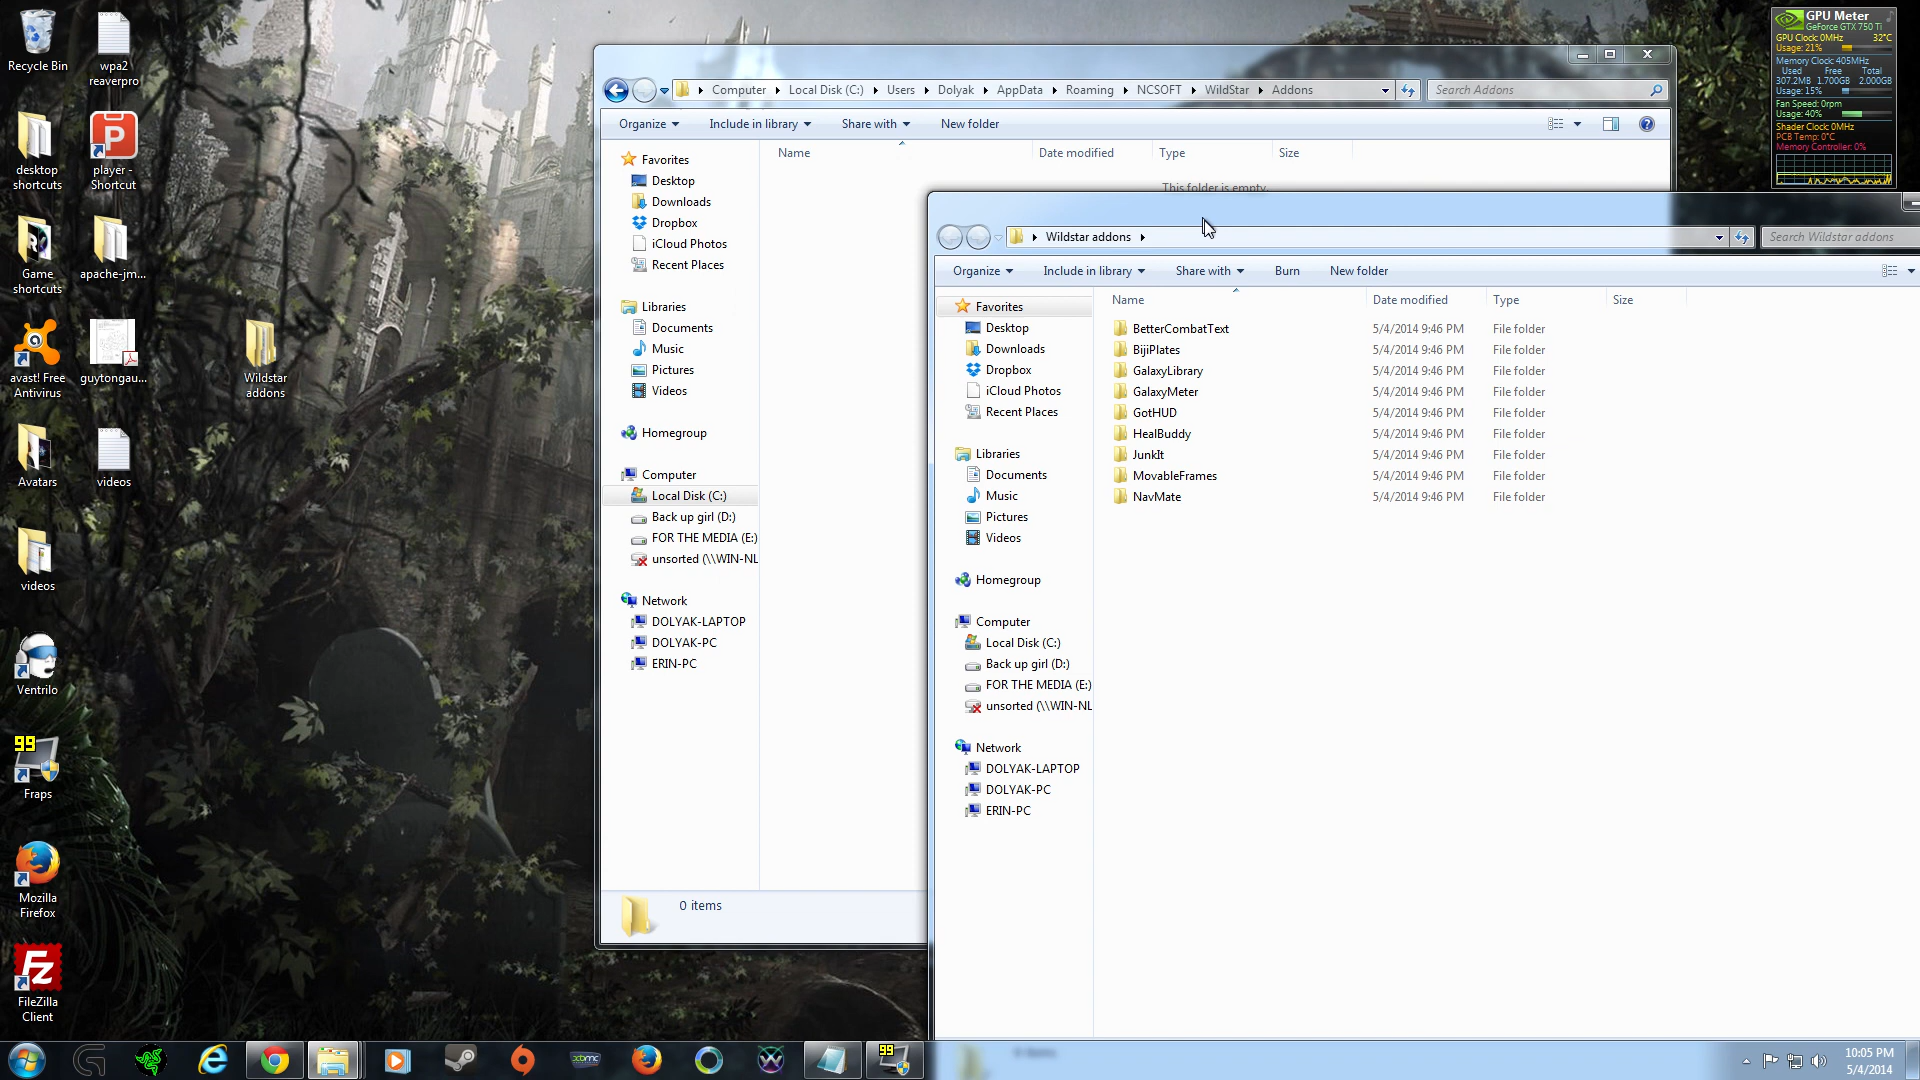 Recycle Bin
wpa2
reaverpro
desktop
shortcuts
player -
Shortcut
Game
shortcuts
apache-jm...
avast! Free
Antivirus
guytongau...
Wildstar
addons
Avatars
videos
videos
Ventrilo
99
Fraps
Mozilla
Firefox
FileZilla
Client
Computer Local Disk (C:) Users Dolyak AppData Roaming NCSOFT WildStar Addons
Search Addons
Organize Include in library Share with New folder
Name Date modified Type Size
This folder is empty.
Favorites
Desktop
Downloads
Dropbox
iCloud Photos
Recent Places
Libraries
Documents
Music
Pictures
Videos
Homegroup
Computer
Local Disk (C:)
Back up girl (D:)
FOR THE MEDIA (E:)
unsorted (\\WIN-NL
Network
DOLYAK-LAPTOP
DOLYAK-PC
ERIN-PC
0 items
Wildstar addons
Search Wildstar addons
Organize Include in library Share with Burn New folder
Name Date modified Type Size
Favorites
Desktop
Downloads
Dropbox
iCloud Photos
Recent Places
Libraries
Documents
Music
Pictures
Videos
Homegroup
Computer
Local Disk (C:)
Back up girl (D:)
FOR THE MEDIA (E:)
unsorted (\\WIN-NL
Network
DOLYAK-LAPTOP
DOLYAK-PC
ERIN-PC
BetterCombatText 5/4/2014 9:46 PM File folder
BijiPlates 5/4/2014 9:46 PM File folder
GalaxyLibrary 5/4/2014 9:46 PM File folder
GalaxyMeter 5/4/2014 9:46 PM File folder
GotHUD 5/4/2014 9:46 PM File folder
HealBuddy 5/4/2014 9:46 PM File folder
JunkIt 5/4/2014 9:46 PM File folder
MovableFrames 5/4/2014 9:46 PM File folder
NavMate 5/4/2014 9:46 PM File folder
GPU Meter
GeForce GTX 750 Ti
GPU Clock: 0MHz 32°C
Usage: 21%
Memory Clock: 405MHz
Used Free Total
307.2MB 1.700GB 2.000GB
Usage: 15%
Fan Speed: 0rpm
Usage: 40%
Shader Clock: 0MHz
PCB Temp: 0°C
Memory Controller: 0%
xbmc
99
10:05 PM
5/4/2014